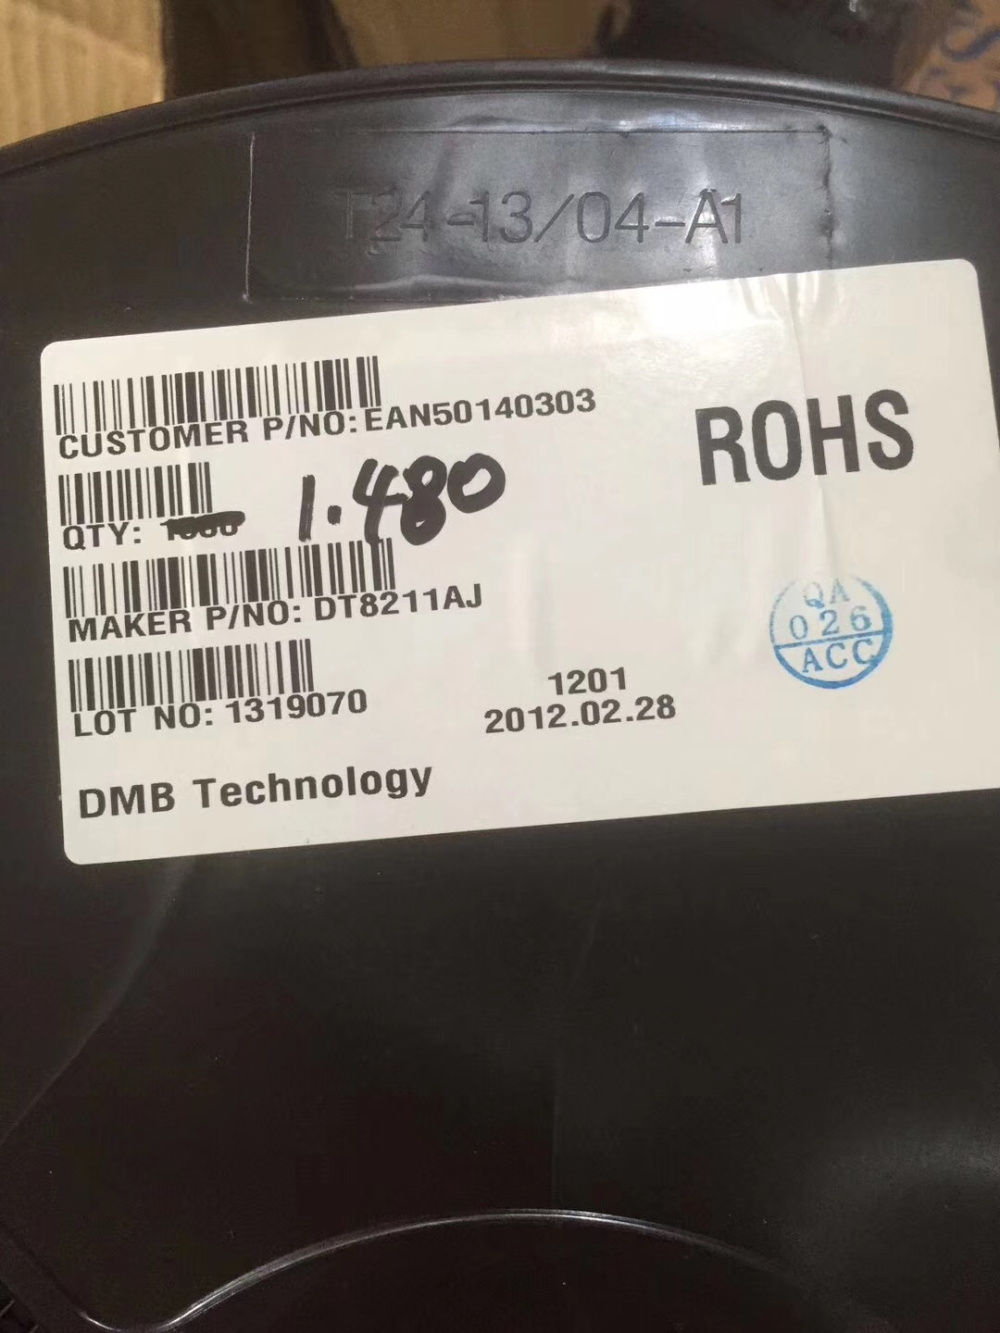 T24-13/04-A1
CUSTOMER P/NO: EAN50140303
ROHS
QTY: 1.480
MAKER P/NO: DT8211AJ
QA
026
ACC
LOT NO: 1319070
1201
2012.02.28
DMB Technology